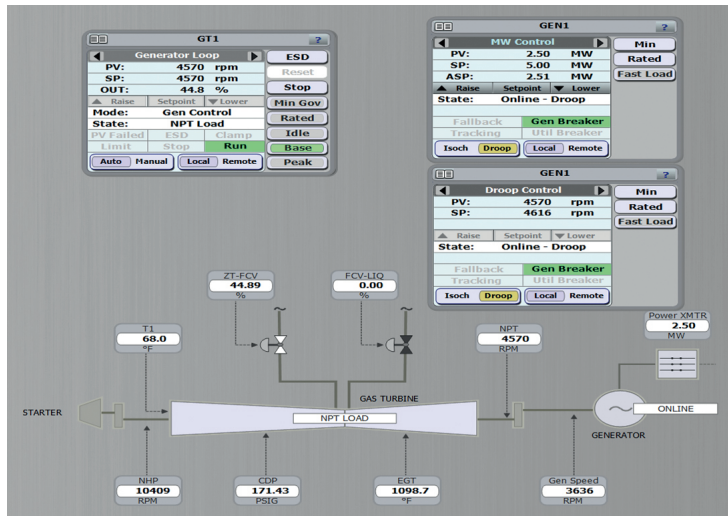 GT1
?
Generator Loop
PV: 4570 rpm
SP: 4570 rpm
OUT: 44.8 %
Raise Setpoint Lower
Mode: Gen Control
State: NPT Load
PV Failed ESD Clamp
Limit Stop Run
Auto Manual Local Remote
ESD
Reset
Stop
Min Gov
Rated
Idle
Base
Peak
GEN1
?
MW Control
PV: 2.50 MW
SP: 5.00 MW
ASP: 2.51 MW
Raise Setpoint Lower
State: Online - Droop
Fallback Gen Breaker
Tracking Util Breaker
Isoch Droop Local Remote
Min
Rated
Fast Load
GEN1
?
Droop Control
PV: 4570 rpm
SP: 4616 rpm
Raise Setpoint Lower
State: Online - Droop
Fallback Gen Breaker
Tracking Util Breaker
Isoch Droop Local Remote
Min
Rated
Fast Load
ZT-FCV
44.89
%
FCV-LIQ
0.00
%
T1
68.0
°F
NPT
4570
RPM
Power XMTR
2.50
MW
STARTER
GAS TURBINE
NPT LOAD
ONLINE
GENERATOR
NHP
10409
RPM
CDP
171.43
PSIG
EGT
1098.7
°F
Gen Speed
3636
RPM